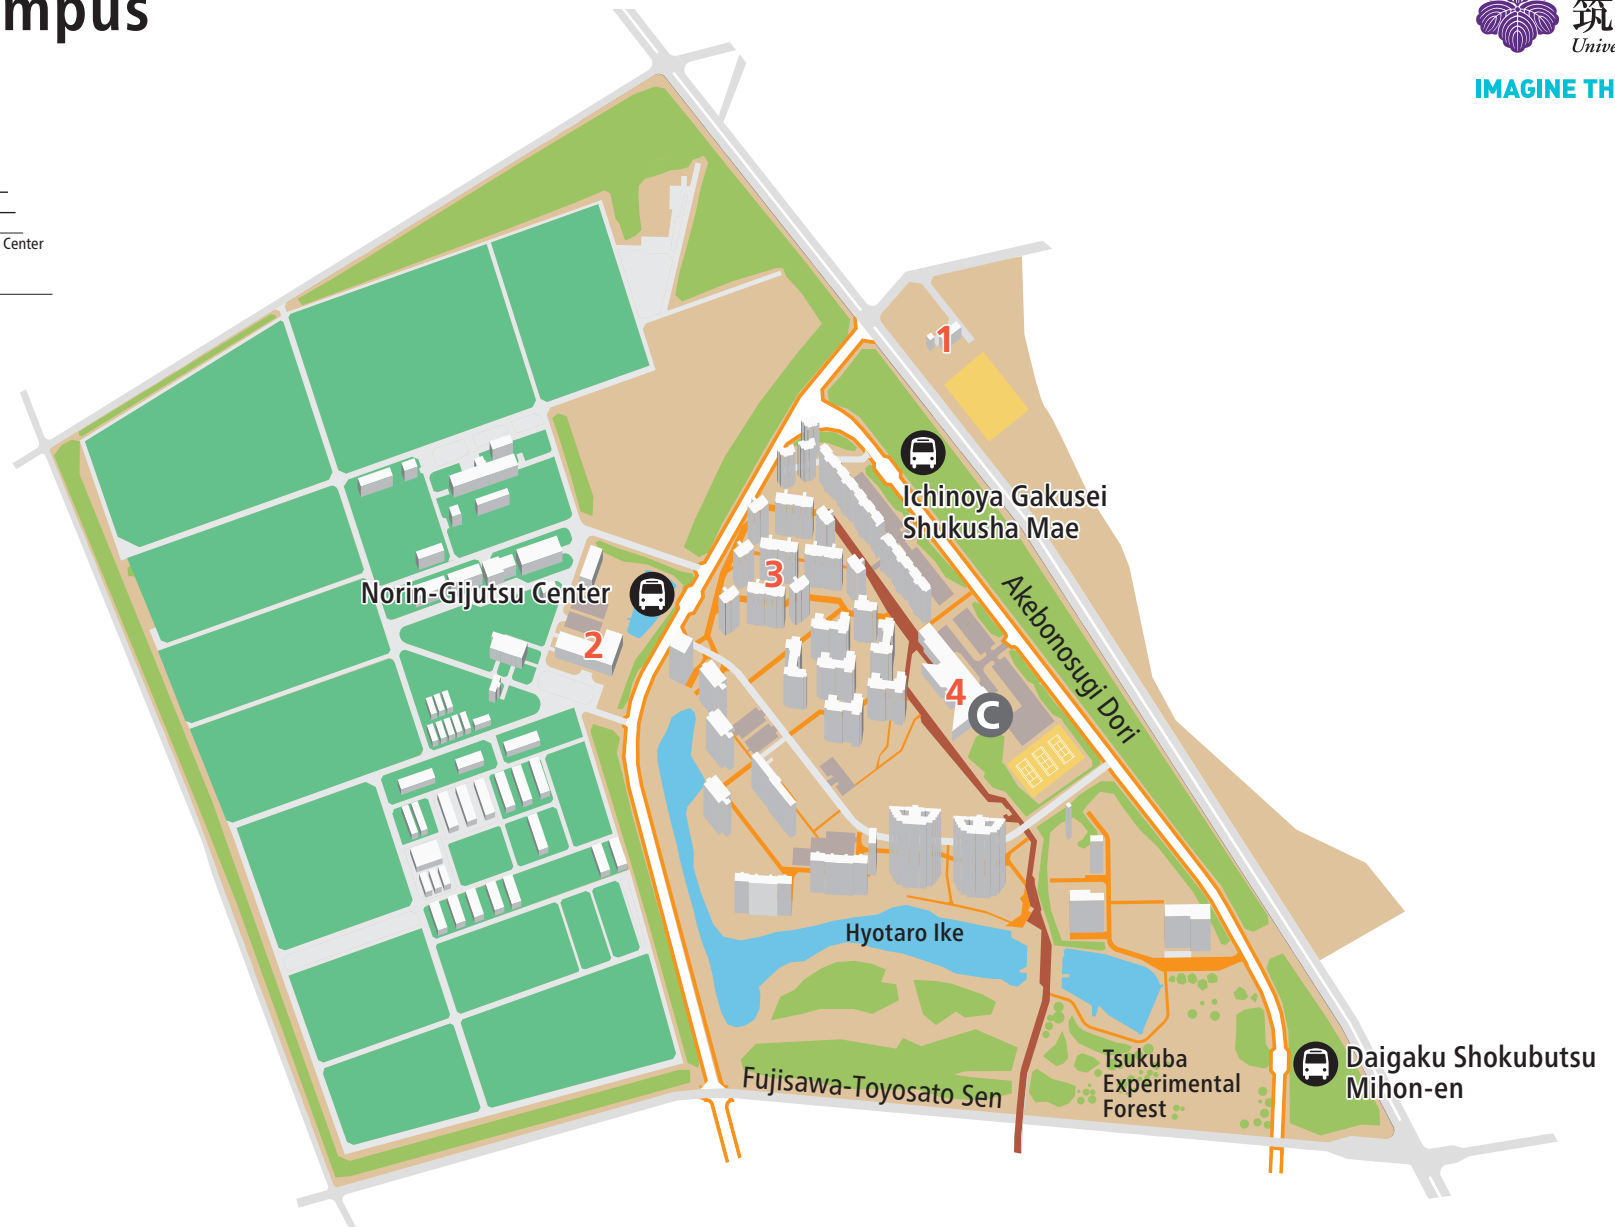 mpus
筑
IMAGINE TH
Center
1
Ichinoya Gakusei
Shukusha Mae
3
Norin-Gijutsu Center
2
Akebonosugi Dori
4
C
Hyotaro Ike
Tsukuba
Experimental
Forest
Daigaku Shokubutsu
Mihon-en
Fujisawa-Toyosato Sen